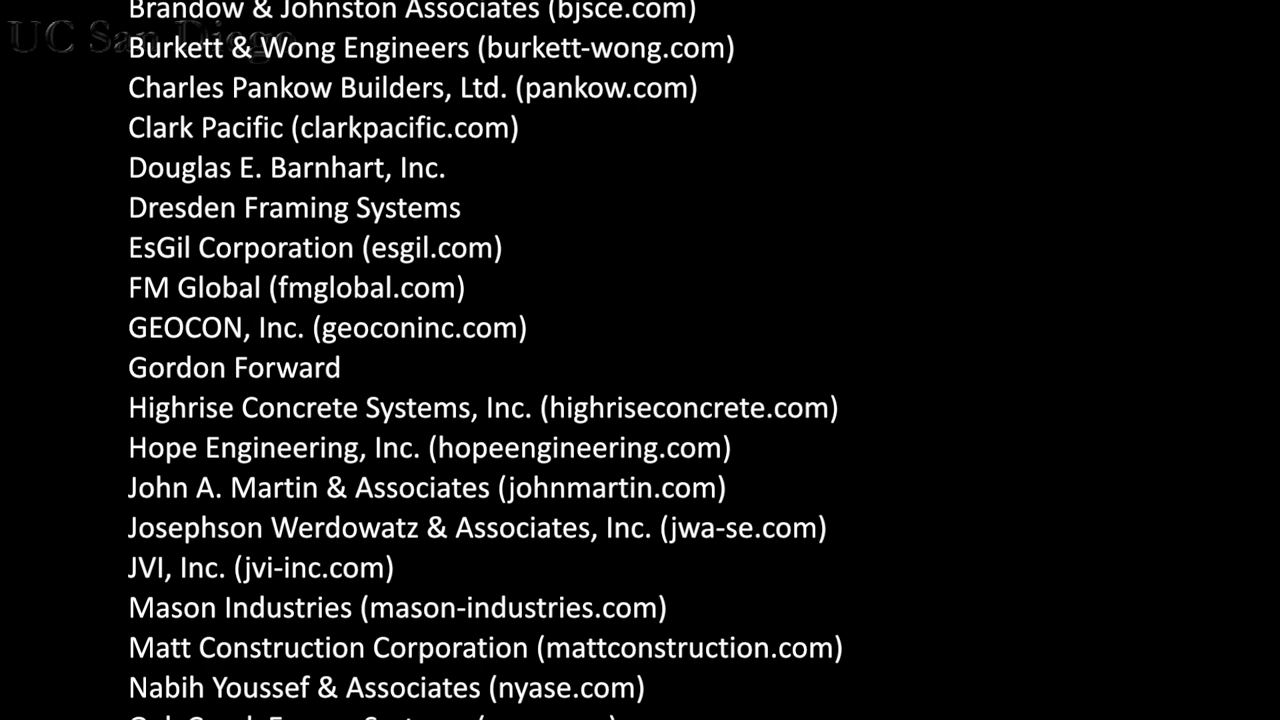 Brandow & Johnston Associates (bjsce.com)
UC San Diego
Burkett & Wong Engineers (burkett-wong.com)
Charles Pankow Builders, Ltd. (pankow.com)
Clark Pacific (clarkpacific.com)
Douglas E. Barnhart, Inc.
Dresden Framing Systems
EsGil Corporation (esgil.com)
FM Global (fmglobal.com)
GEOCON, Inc. (geoconinc.com)
Gordon Forward
Highrise Concrete Systems, Inc. (highriseconcrete.com)
Hope Engineering, Inc. (hopeengineering.com)
John A. Martin & Associates (johnmartin.com)
Josephson Werdowatz & Associates, Inc. (jwa-se.com)
JVI, Inc. (jvi-inc.com)
Mason Industries (mason-industries.com)
Matt Construction Corporation (mattconstruction.com)
Nabih Youssef & Associates (nyase.com)